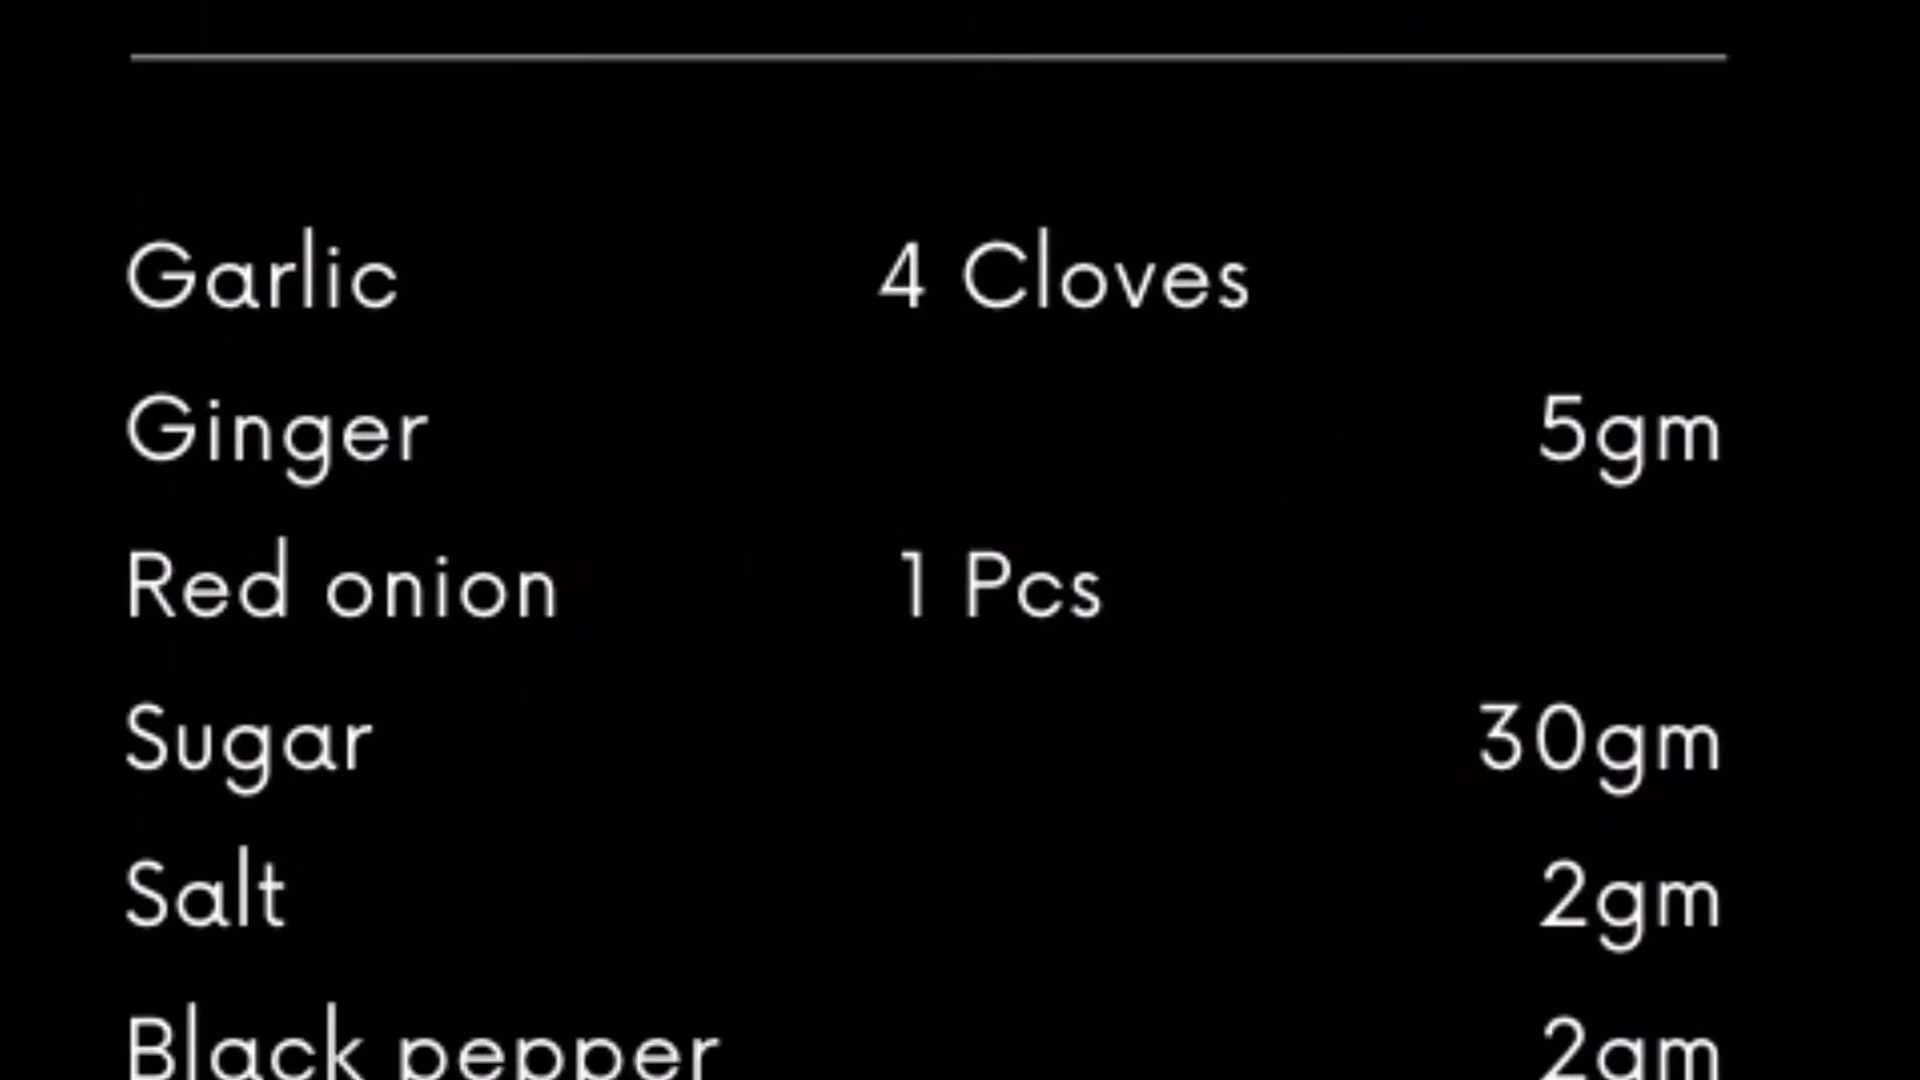 Garlic 4 Cloves
Ginger 5gm
Red onion 1 Pcs
Sugar 30gm
Salt 2gm
Black pepper 2gm